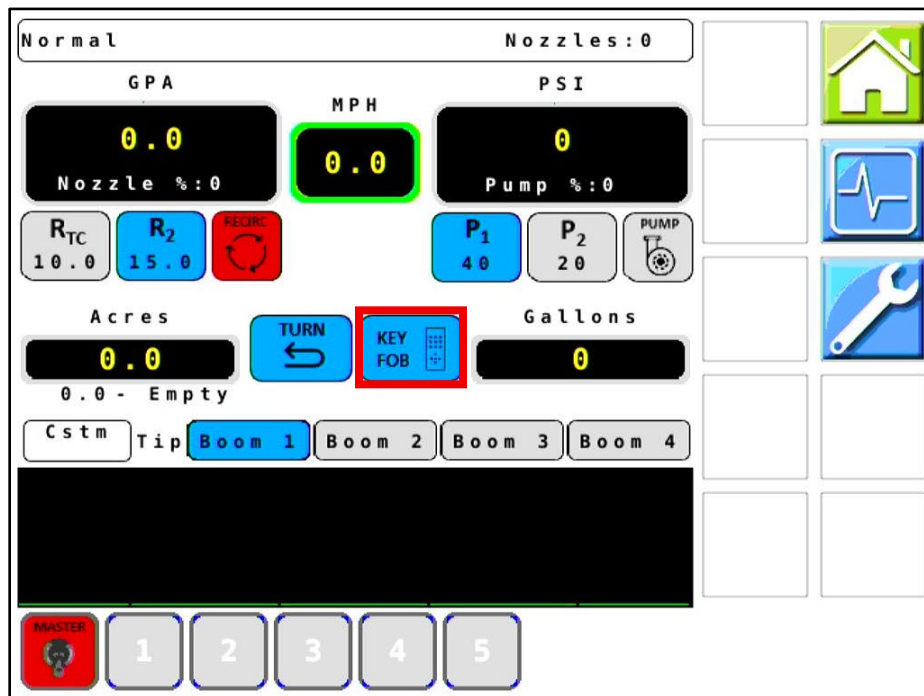 Normal Nozzles:0
GPA MPH PSI
0.0 0.0 0
Nozzle %:0 Pump %:0
RTC R2 RECIRC P1 P2 PUMP
10.0 15.0 40 20
Acres TURN KEY FOB Gallons
0.0 0
0.0- Empty
Cstm Tip Boom 1 Boom 2 Boom 3 Boom 4
MASTER 1 2 3 4 5